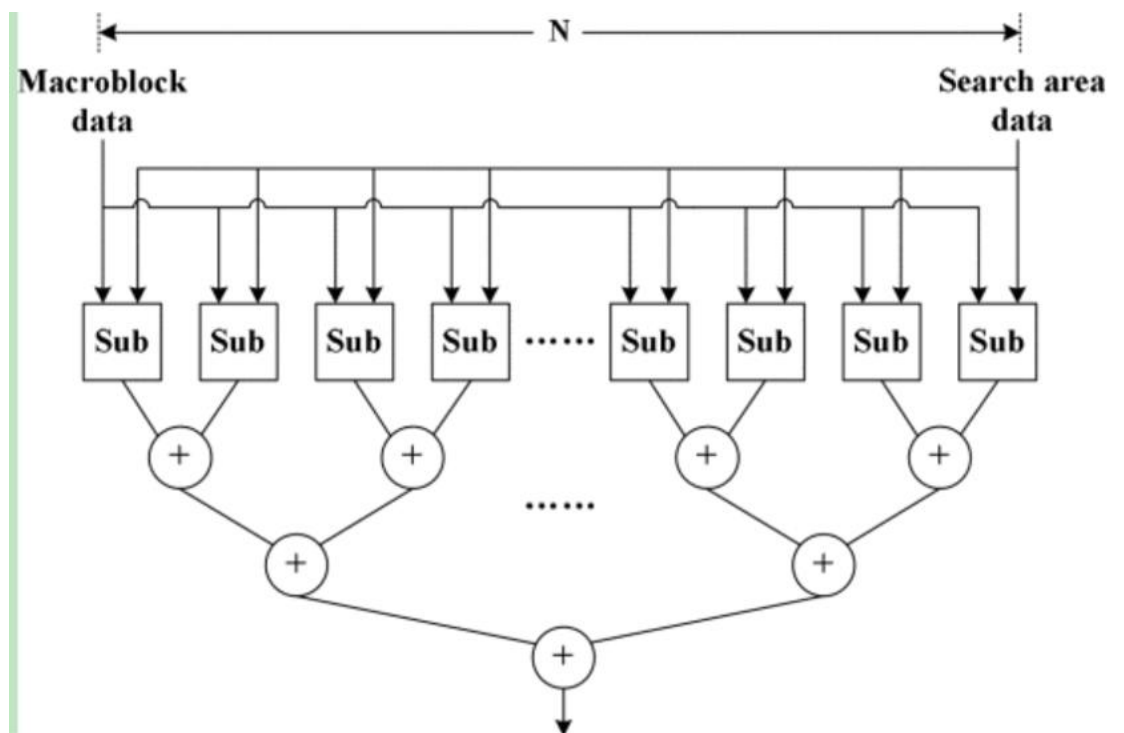 N
Macroblock
data
Search area
data
Sub Sub Sub Sub ...... Sub Sub Sub Sub
+ + + +
......
+ +
+